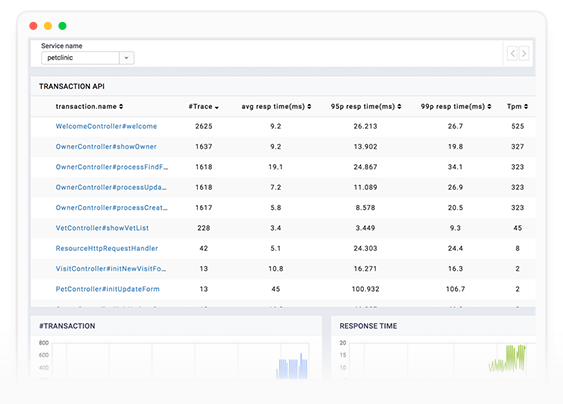 Service name
petclinic
TRANSACTION API
transaction.name #Trace avg resp time(ms) 95p resp time(ms) 99p resp time(ms) Tpm
WelcomeController#welcome 2625 9.2 26.213 26.7 525
OwnerController#showOwner 1637 9.2 13.902 19.8 327
OwnerController#processFindF... 1618 19.1 24.867 34.1 323
OwnerController#processUpda... 1618 7.2 11.089 26.9 323
OwnerController#processCreat... 1617 5.8 8.578 20.5 323
VetController#showVetList 228 3.4 3.449 9.3 45
ResourceHttpRequestHandler 42 5.1 24.303 24.4 8
VisitController#initNewVisitFo... 13 10.8 16.271 16.3 2
PetController#initUpdateForm 13 45 100.932 106.7 2
#TRANSACTION RESPONSE TIME
800 20
600 15
400 10